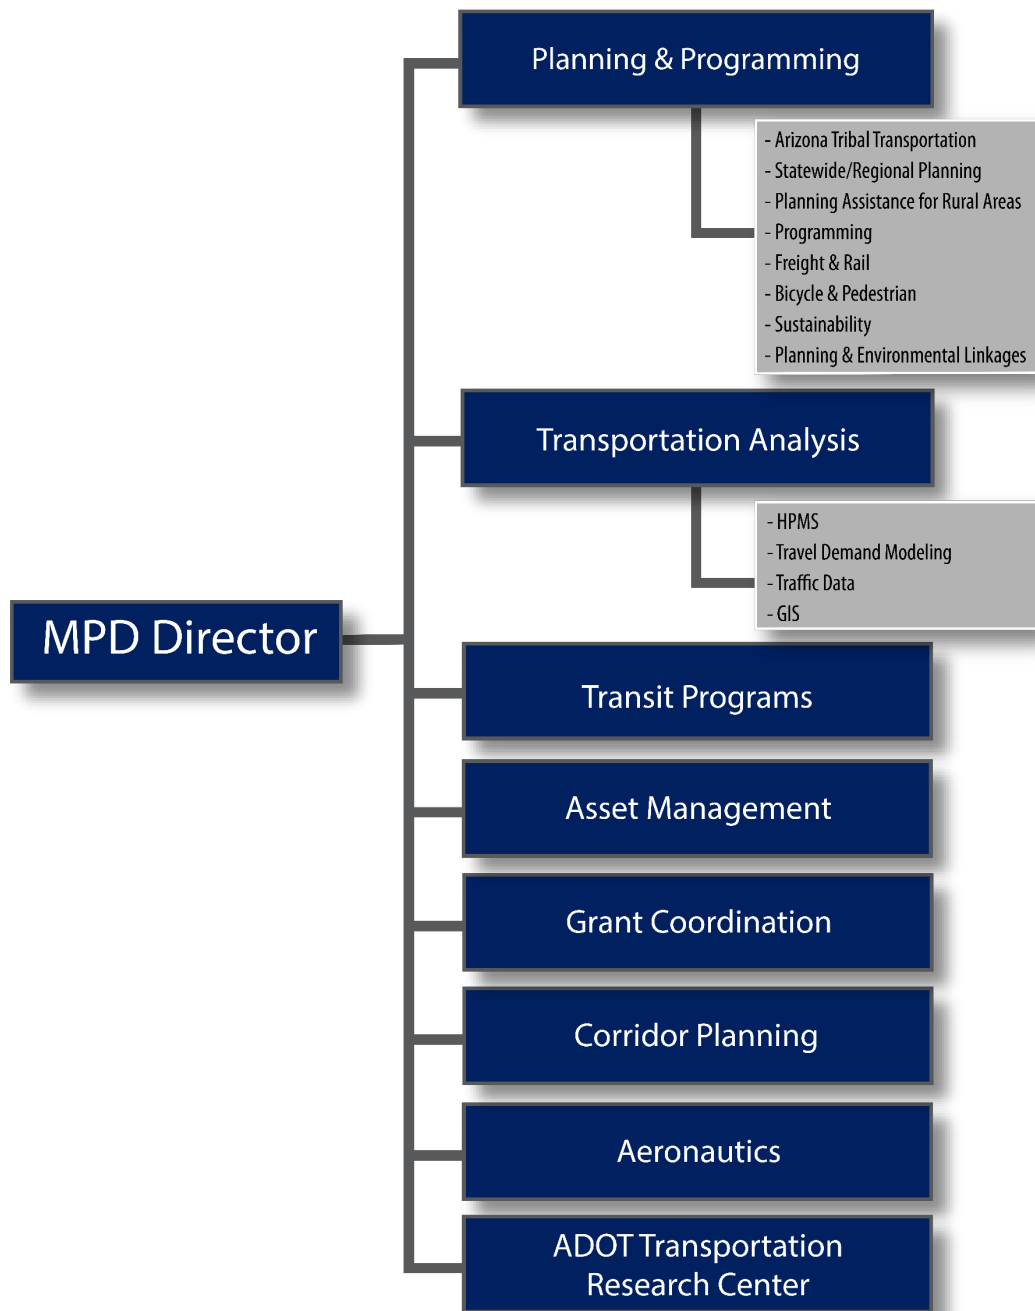 Planning & Programming
- Arizona Tribal Transportation
- Statewide/Regional Planning
- Planning Assistance for Rural Areas
- Programming
- Freight & Rail
- Bicycle & Pedestrian
- Sustainability
- Planning & Environmental Linkages
Transportation Analysis
- HPMS
- Travel Demand Modeling
- Traffic Data
- GIS
MPD Director
Transit Programs
Asset Management
Grant Coordination
Corridor Planning
Aeronautics
ADOT Transportation
Research Center